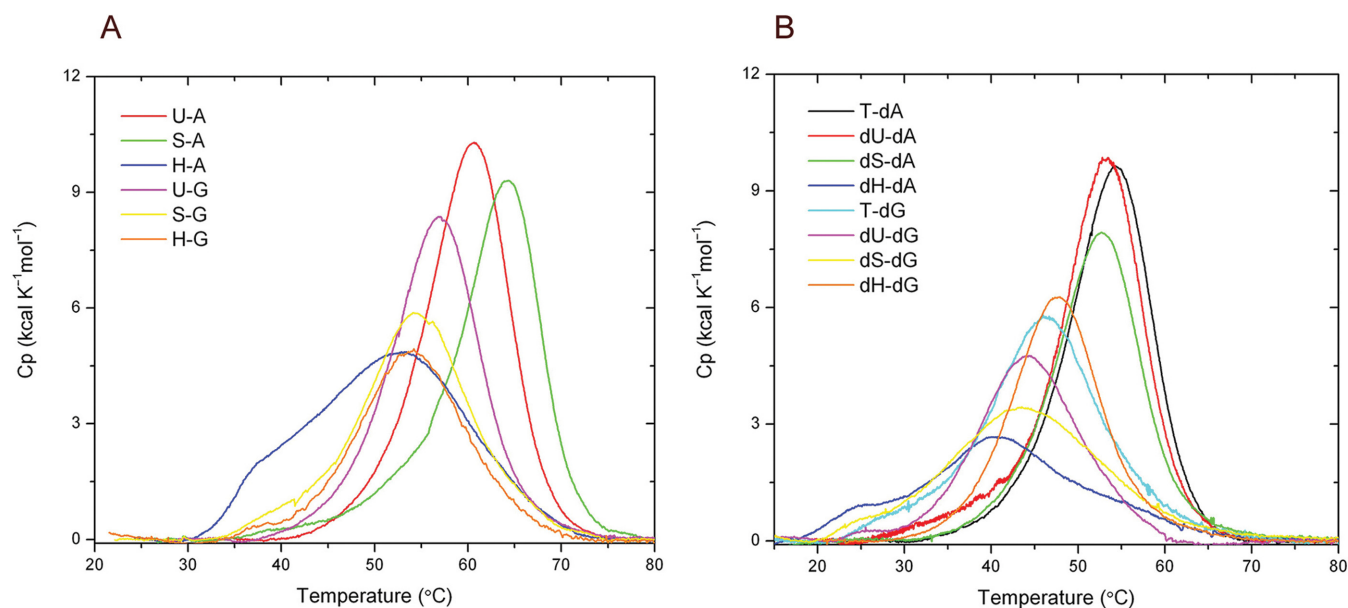 A
Cp (kcal K⁻¹mol⁻¹)
12
9
6
3
0
U-A
S-A
H-A
U-G
S-G
H-G
20 30 40 50 60 70 80
Temperature (°C)
B
Cp (kcal K⁻¹mol⁻¹)
12
9
6
3
0
T-dA
dU-dA
dS-dA
dH-dA
T-dG
dU-dG
dS-dG
dH-dG
20 30 40 50 60 70 80
Temperature (°C)